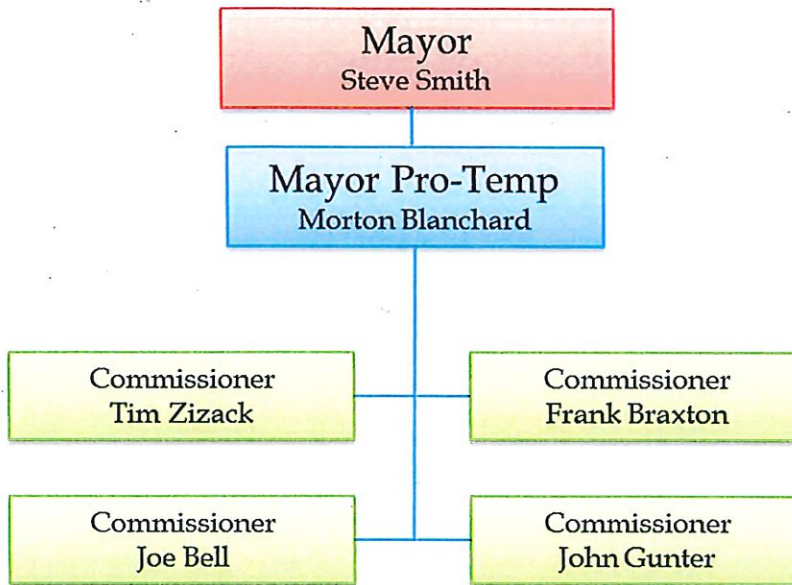 Mayor
Steve Smith
Mayor Pro-Temp
Morton Blanchard
Commissioner
Tim Zizack
Commissioner
Frank Braxton
Commissioner
Joe Bell
Commissioner
John Gunter